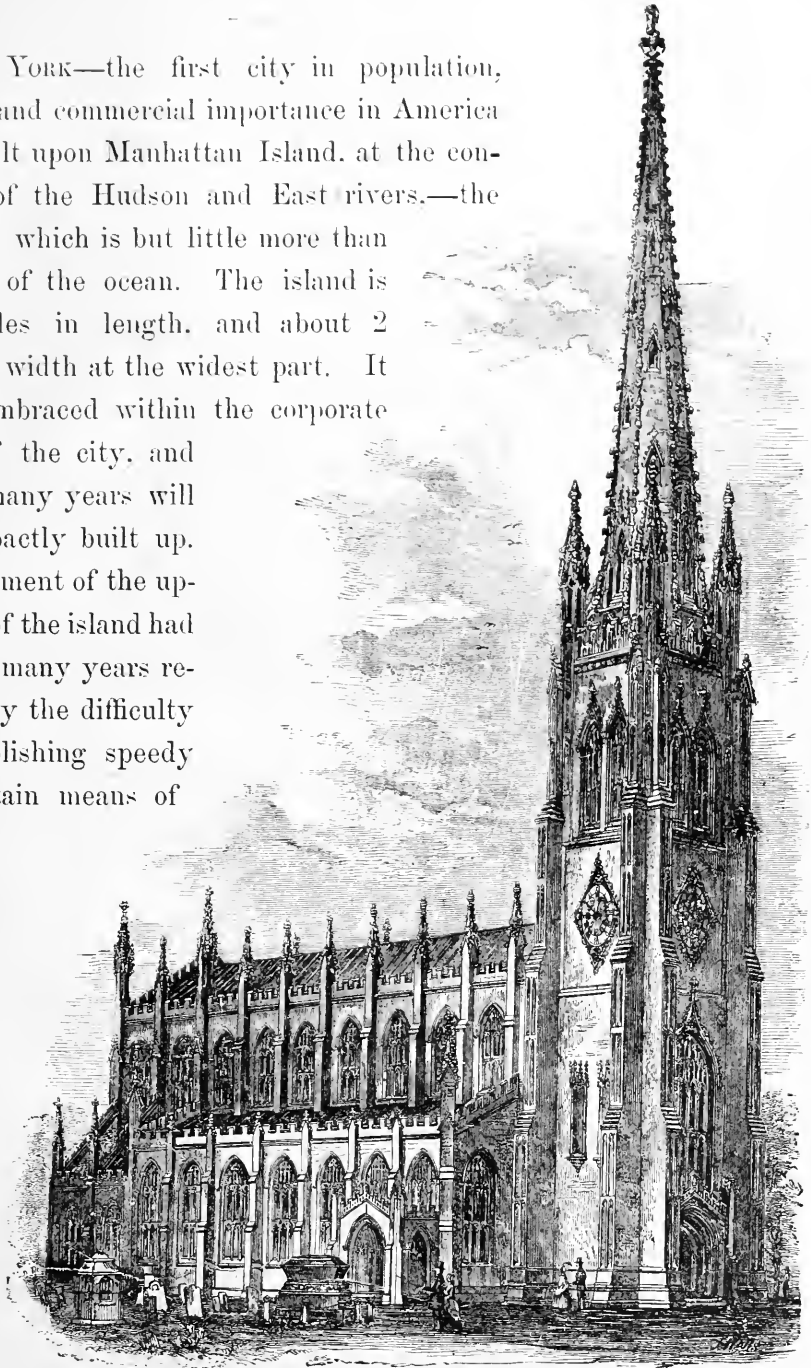 York—the first city in population,
and commercial importance in America
lt upon Manhattan Island, at the con-
of the Hudson and East rivers,—the
which is but little more than
of the ocean. The island is
les in length, and about 2
width at the widest part. It
mbraced within the corporate
f the city, and
many years will
pactly built up.
ment of the up-
of the island had
many years re-
y the difficulty
olishing speedy
tain means of